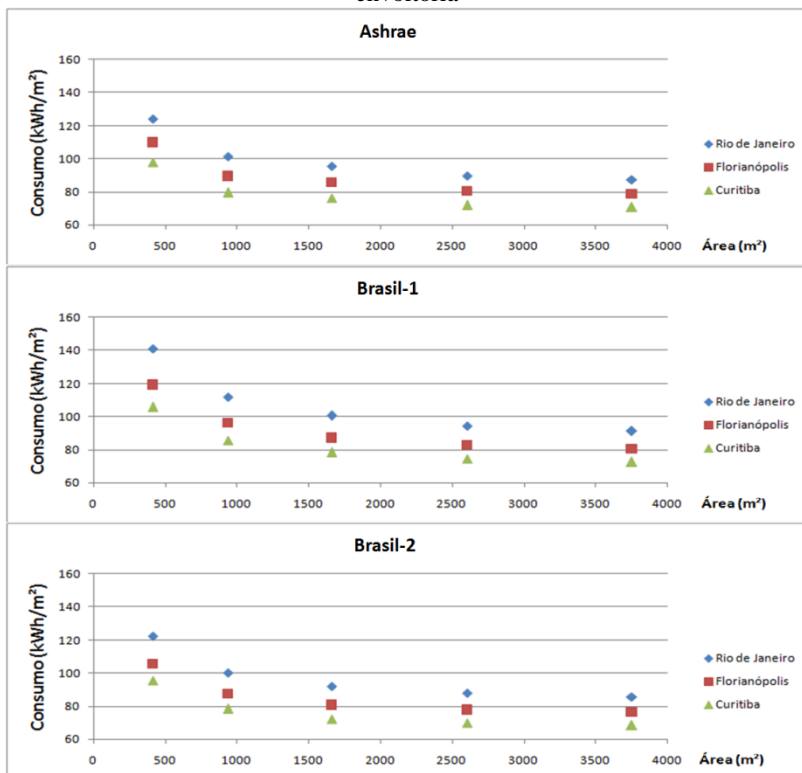 Ashrae
Consumo (kWh/m²)
160
140
120
100
80
60
0 500 1000 1500 2000 2500 3000 3500 4000 Área (m²)
Rio de Janeiro
Florianópolis
Curitiba
Brasil-1
Consumo (kWh/m²)
160
140
120
100
80
60
0 500 1000 1500 2000 2500 3000 3500 4000 Área (m²)
Rio de Janeiro
Florianópolis
Curitiba
Brasil-2
Consumo (kWh/m²)
160
140
120
100
80
60
0 500 1000 1500 2000 2500 3000 3500 4000 Área (m²)
Rio de Janeiro
Florianópolis
Curitiba